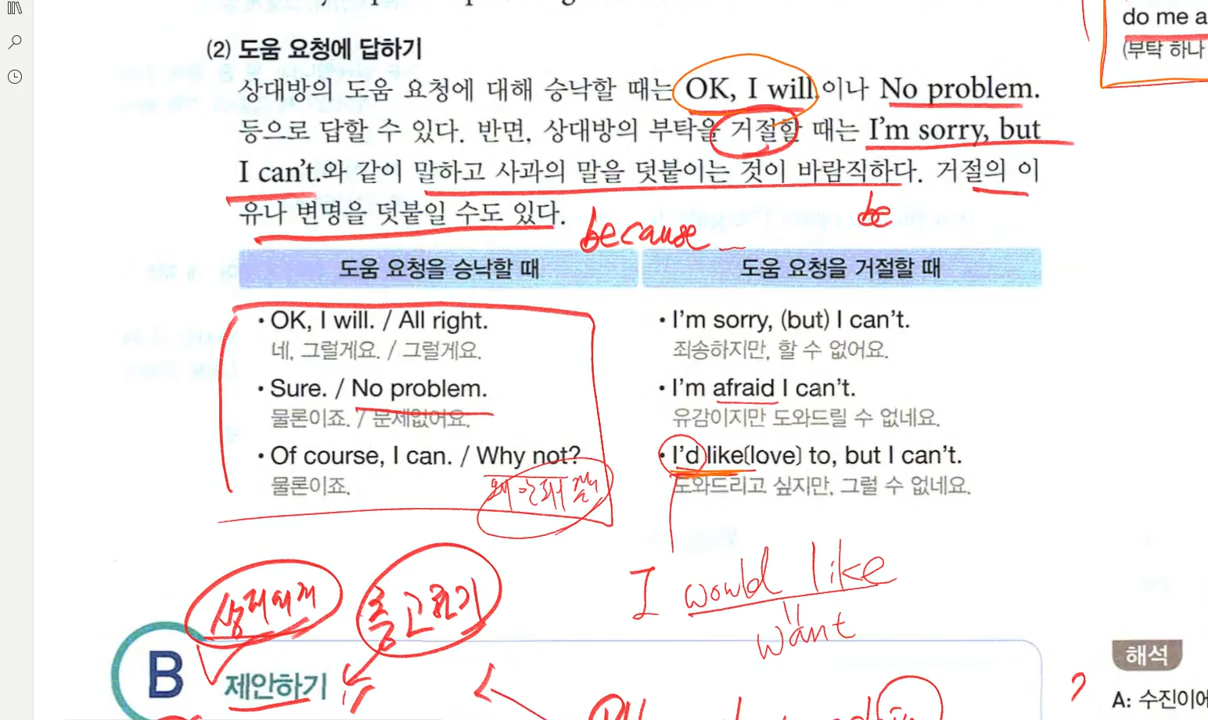 do me a
(부탁 하나
(2) 도움 요청에 답하기
상대방의 도움 요청에 대해 승낙할 때는 OK, I will이나 No problem.
등으로 답할 수 있다. 반면, 상대방의 부탁을 거절할 때는 I'm sorry, but
I can't.와 같이 말하고 사과의 말을 덧붙이는 것이 바람직하다. 거절의 이
유나 변명을 덧붙일 수도 있다.
because
be
도움 요청을 승낙할 때
도움 요청을 거절할 때
• OK, I will. / All right.
네, 그럴게요. / 그럴게요.
• Sure. / No problem.
물론이죠. / 문제없어요.
• Of course, I can. / Why not?
물론이죠.
왜 안돼
• I'm sorry, (but) I can't.
죄송하지만, 할 수 없어요.
• I'm afraid I can't.
유감이지만 도와드릴 수 없네요.
• I'd like(love) to, but I can't.
도와드리고 싶지만, 그럴 수 없네요.
I would like
want
상대에게
충고하기
B 제안하기
해석
?
A: 수진이에